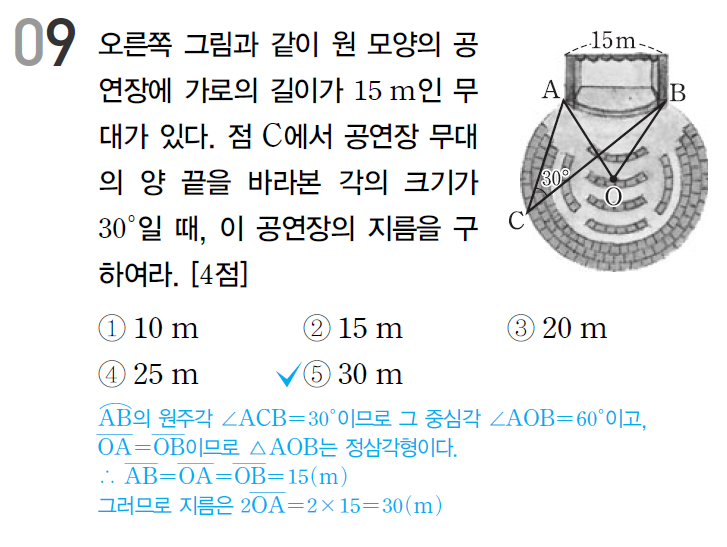 09 오른쪽 그림과 같이 원 모양의 공
연장에 가로의 길이가 15 m인 무
대가 있다. 점 C에서 공연장 무대
의 양 끝을 바라본 각의 크기가
30°일 때, 이 공연장의 지름을 구
하여라. [4점]
15 m
A
B
30°
O
C
① 10 m ② 15 m ③ 20 m
④ 25 m ⑤ 30 m
AB의 원주각 ∠ACB=30°이므로 그 중심각 ∠AOB=60°이고,
OA=OB이므로 △AOB는 정삼각형이다.
∴ AB=OA=OB=15(m)
그러므로 지름은 2OA=2×15=30(m)